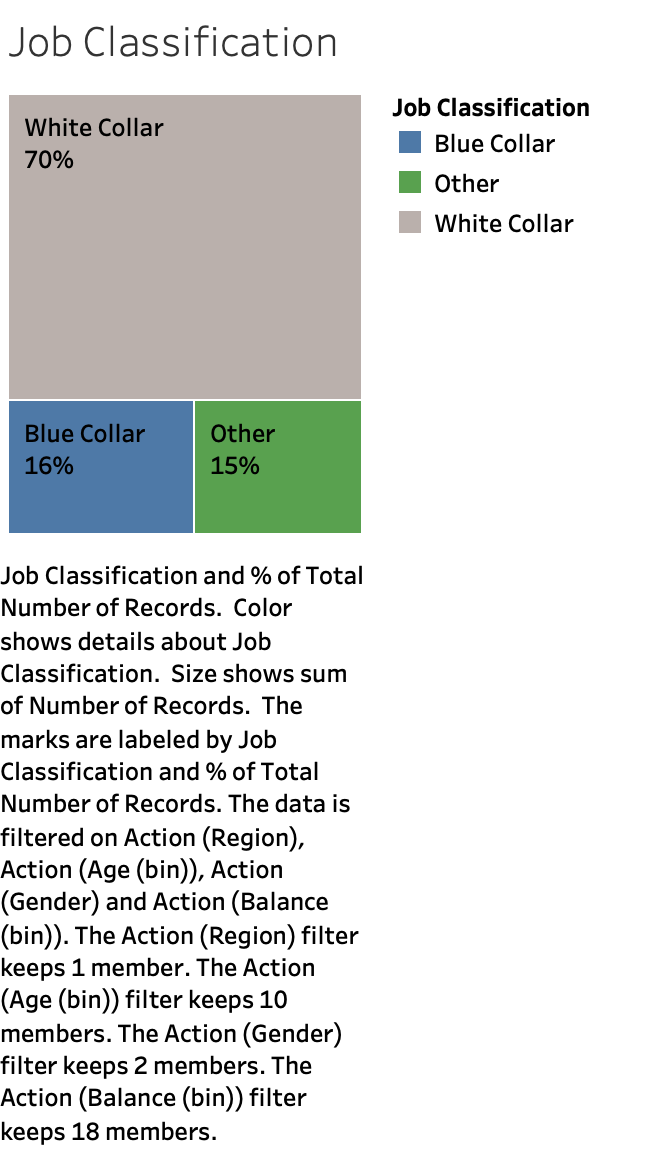 Job Classification
White Collar
70%
Blue Collar
16%
Other
15%
Job Classification
Blue Collar
Other
White Collar
Job Classification and % of Total
Number of Records.  Color
shows details about Job
Classification.  Size shows sum
of Number of Records.  The
marks are labeled by Job
Classification and % of Total
Number of Records. The data is
filtered on Action (Region),
Action (Age (bin)), Action
(Gender) and Action (Balance
(bin)). The Action (Region) filter
keeps 1 member. The Action
(Age (bin)) filter keeps 10
members. The Action (Gender)
filter keeps 2 members. The
Action (Balance (bin)) filter
keeps 18 members.